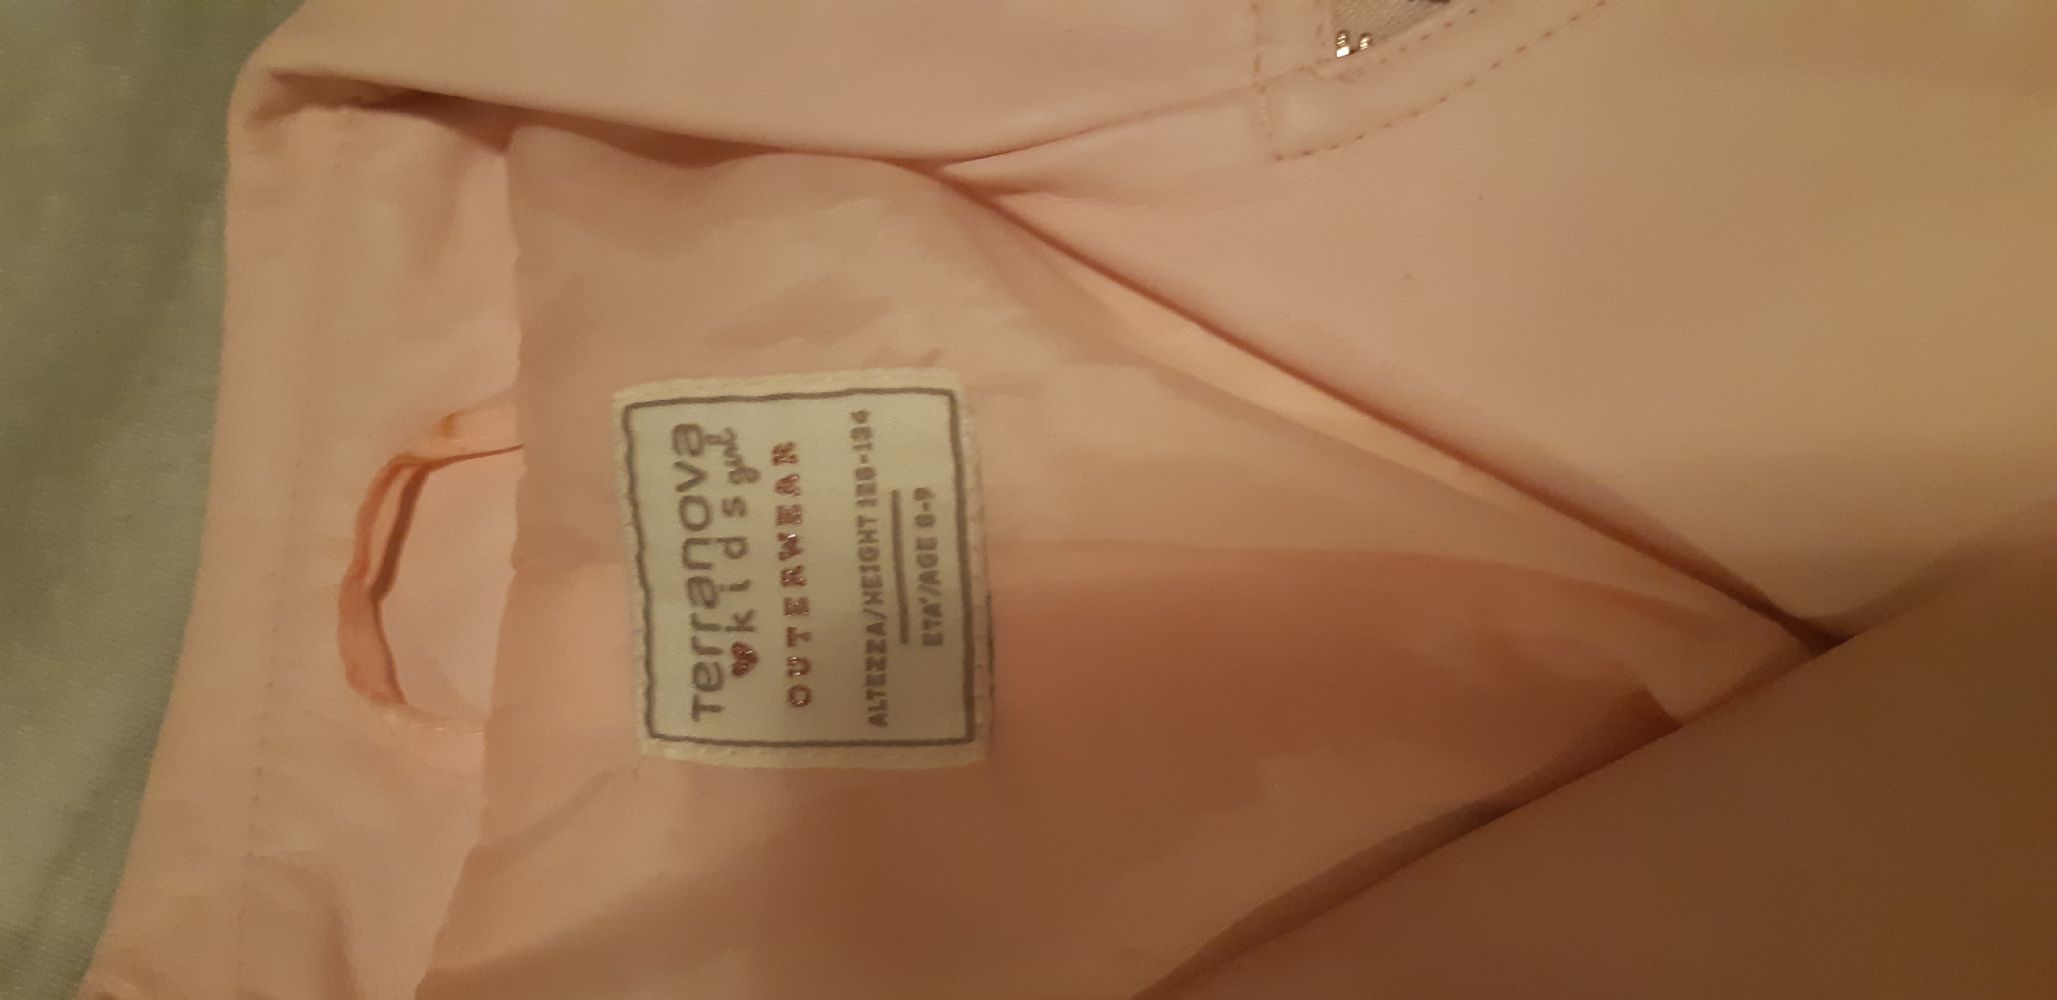 Terranova
kids girl
OUTERWEAR
ALTEZZA/HEIGHT 128-134
ETA'/AGE 8-9